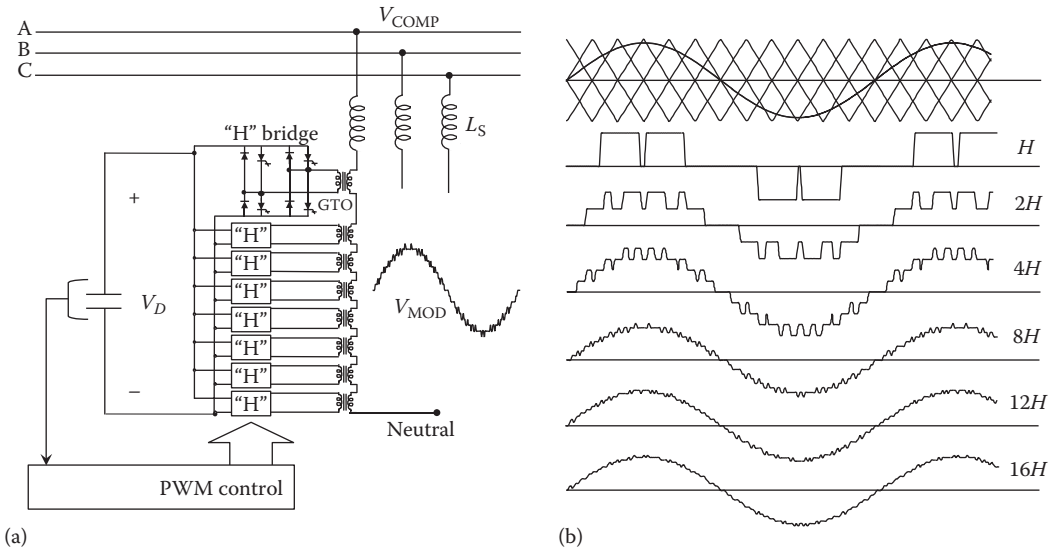 A
B
C
V_COMP
L_S
“H” bridge
GTO
+
V_D
−
“H”
“H”
“H”
“H”
“H”
“H”
“H”
V_MOD
Neutral
PWM control
(a)
H
2H
4H
8H
12H
16H
(b)